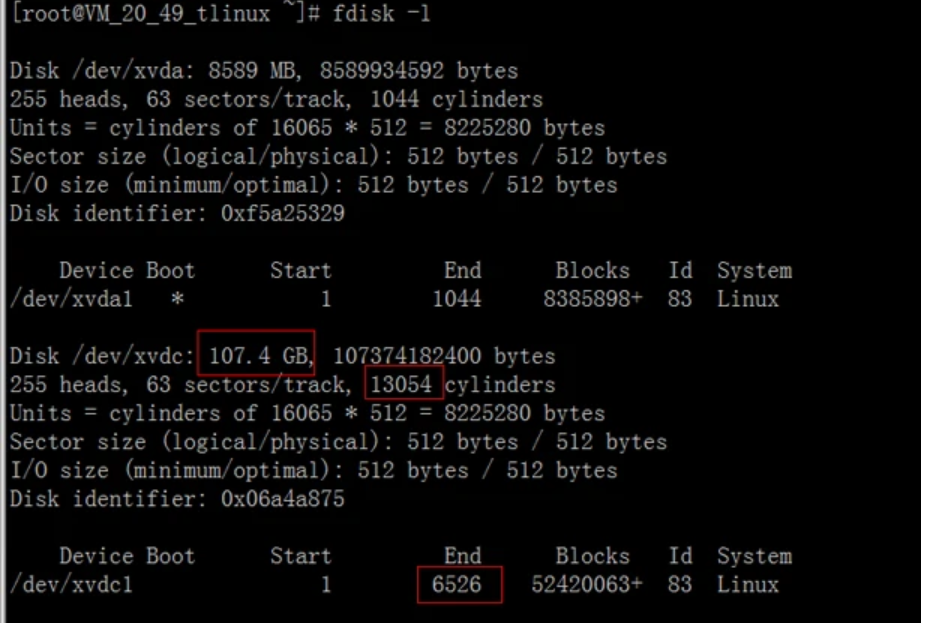 [root@VM_20_49_tlinux ~]# fdisk -l
Disk /dev/xvda: 8589 MB, 8589934592 bytes
255 heads, 63 sectors/track, 1044 cylinders
Units = cylinders of 16065 * 512 = 8225280 bytes
Sector size (logical/physical): 512 bytes / 512 bytes
I/O size (minimum/optimal): 512 bytes / 512 bytes
Disk identifier: 0xf5a25329
Device Boot Start End Blocks Id System
/dev/xvda1 * 1 1044 8385898+ 83 Linux
Disk /dev/xvdc: 107.4 GB, 107374182400 bytes
255 heads, 63 sectors/track, 13054 cylinders
Units = cylinders of 16065 * 512 = 8225280 bytes
Sector size (logical/physical): 512 bytes / 512 bytes
I/O size (minimum/optimal): 512 bytes / 512 bytes
Disk identifier: 0x06a4a875
Device Boot Start End Blocks Id System
/dev/xvdc1 1 6526 52420063+ 83 Linux